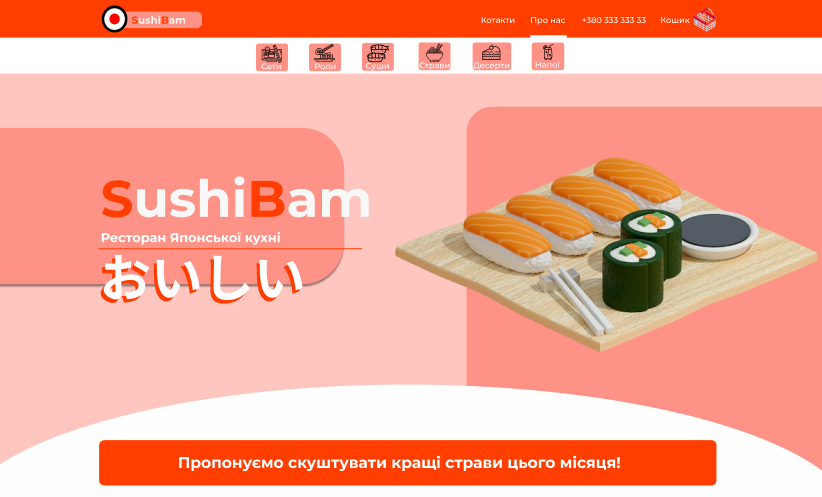 SushiBam
Котакти
Про нас
+380 333 333 33
Кошик
Сети
Роли
Суши
Страви
Десерти
Напої
SushiBam
Ресторан Японської кухні
おいしい
Пропонуємо скуштувати кращі страви цього місяця!